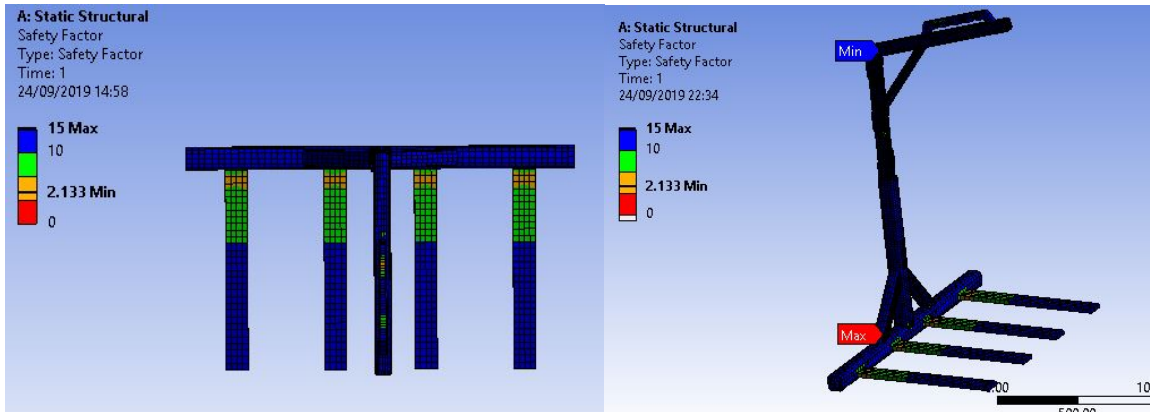 A: Static Structural
Safety Factor
Type: Safety Factor
Time: 1
24/09/2019 14:58
15 Max
10
2.133 Min
0
A: Static Structural
Safety Factor
Type: Safety Factor
Time: 1
24/09/2019 22:34
15 Max
10
2.133 Min
0
Min
Max